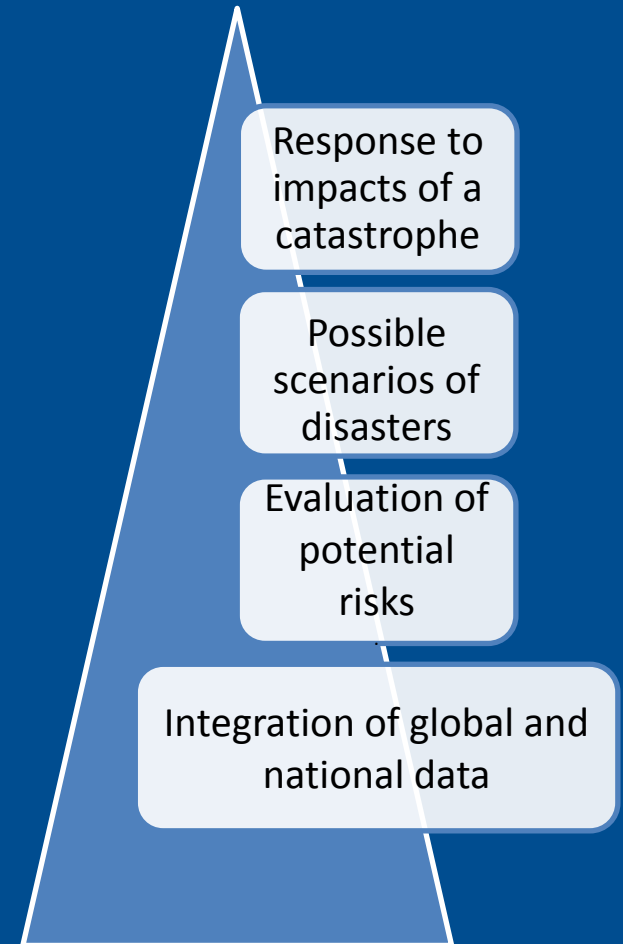 Response to
impacts of a
catastrophe
Possible
scenarios of
disasters
Evaluation of
potential
risks
.
Integration of global and
national data